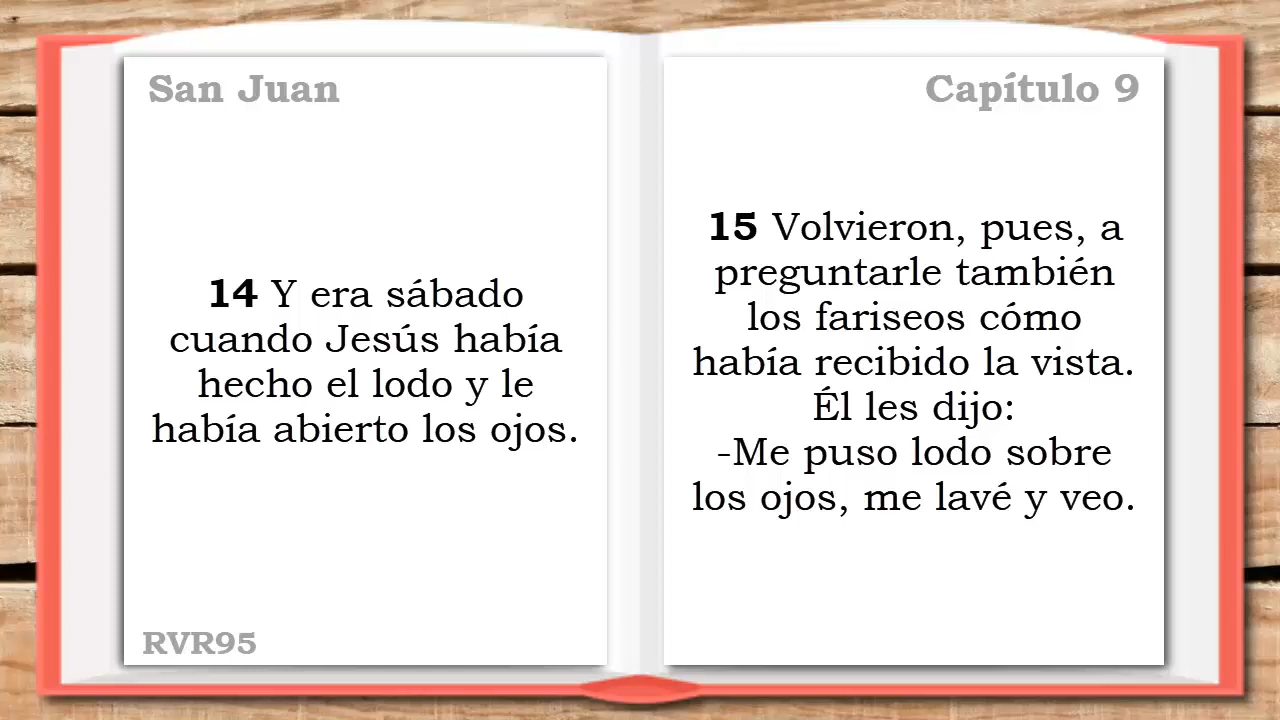 San Juan
14 Y era sábado
cuando Jesús había
hecho el lodo y le
había abierto los ojos.
RVR95
Capítulo 9
15 Volvieron, pues, a
preguntarle también
los fariseos cómo
había recibido la vista.
Él les dijo:
-Me puso lodo sobre
los ojos, me lavé y veo.